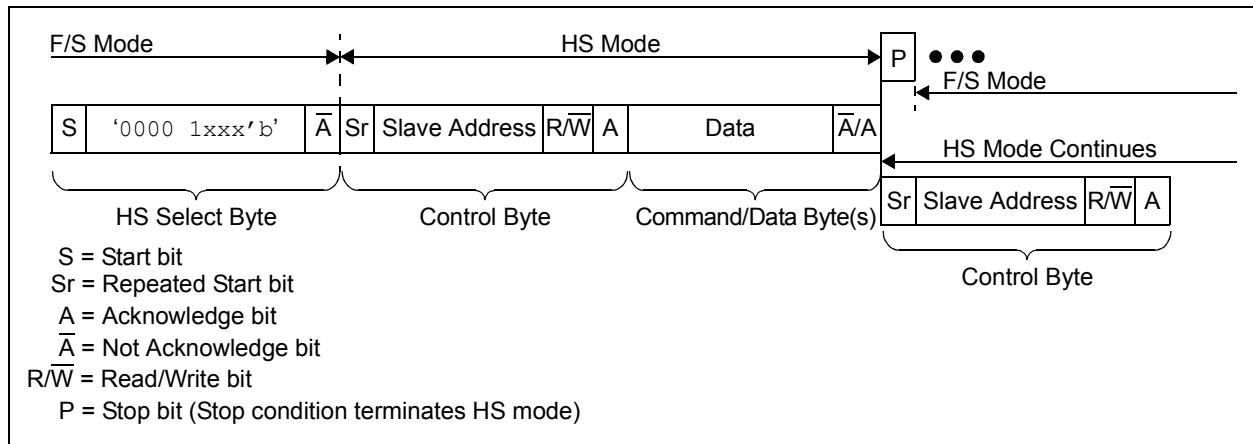 F/S Mode HS Mode
P ●●●
F/S Mode
S '0000 1xxx'b' A̅ Sr Slave Address R/W̅ A Data A̅/A
HS Mode Continues
HS Select Byte Control Byte Command/Data Byte(s)
Sr Slave Address R/W̅ A
Control Byte
S = Start bit
Sr = Repeated Start bit
A = Acknowledge bit
A̅ = Not Acknowledge bit
R/W̅ = Read/Write bit
P = Stop bit (Stop condition terminates HS mode)